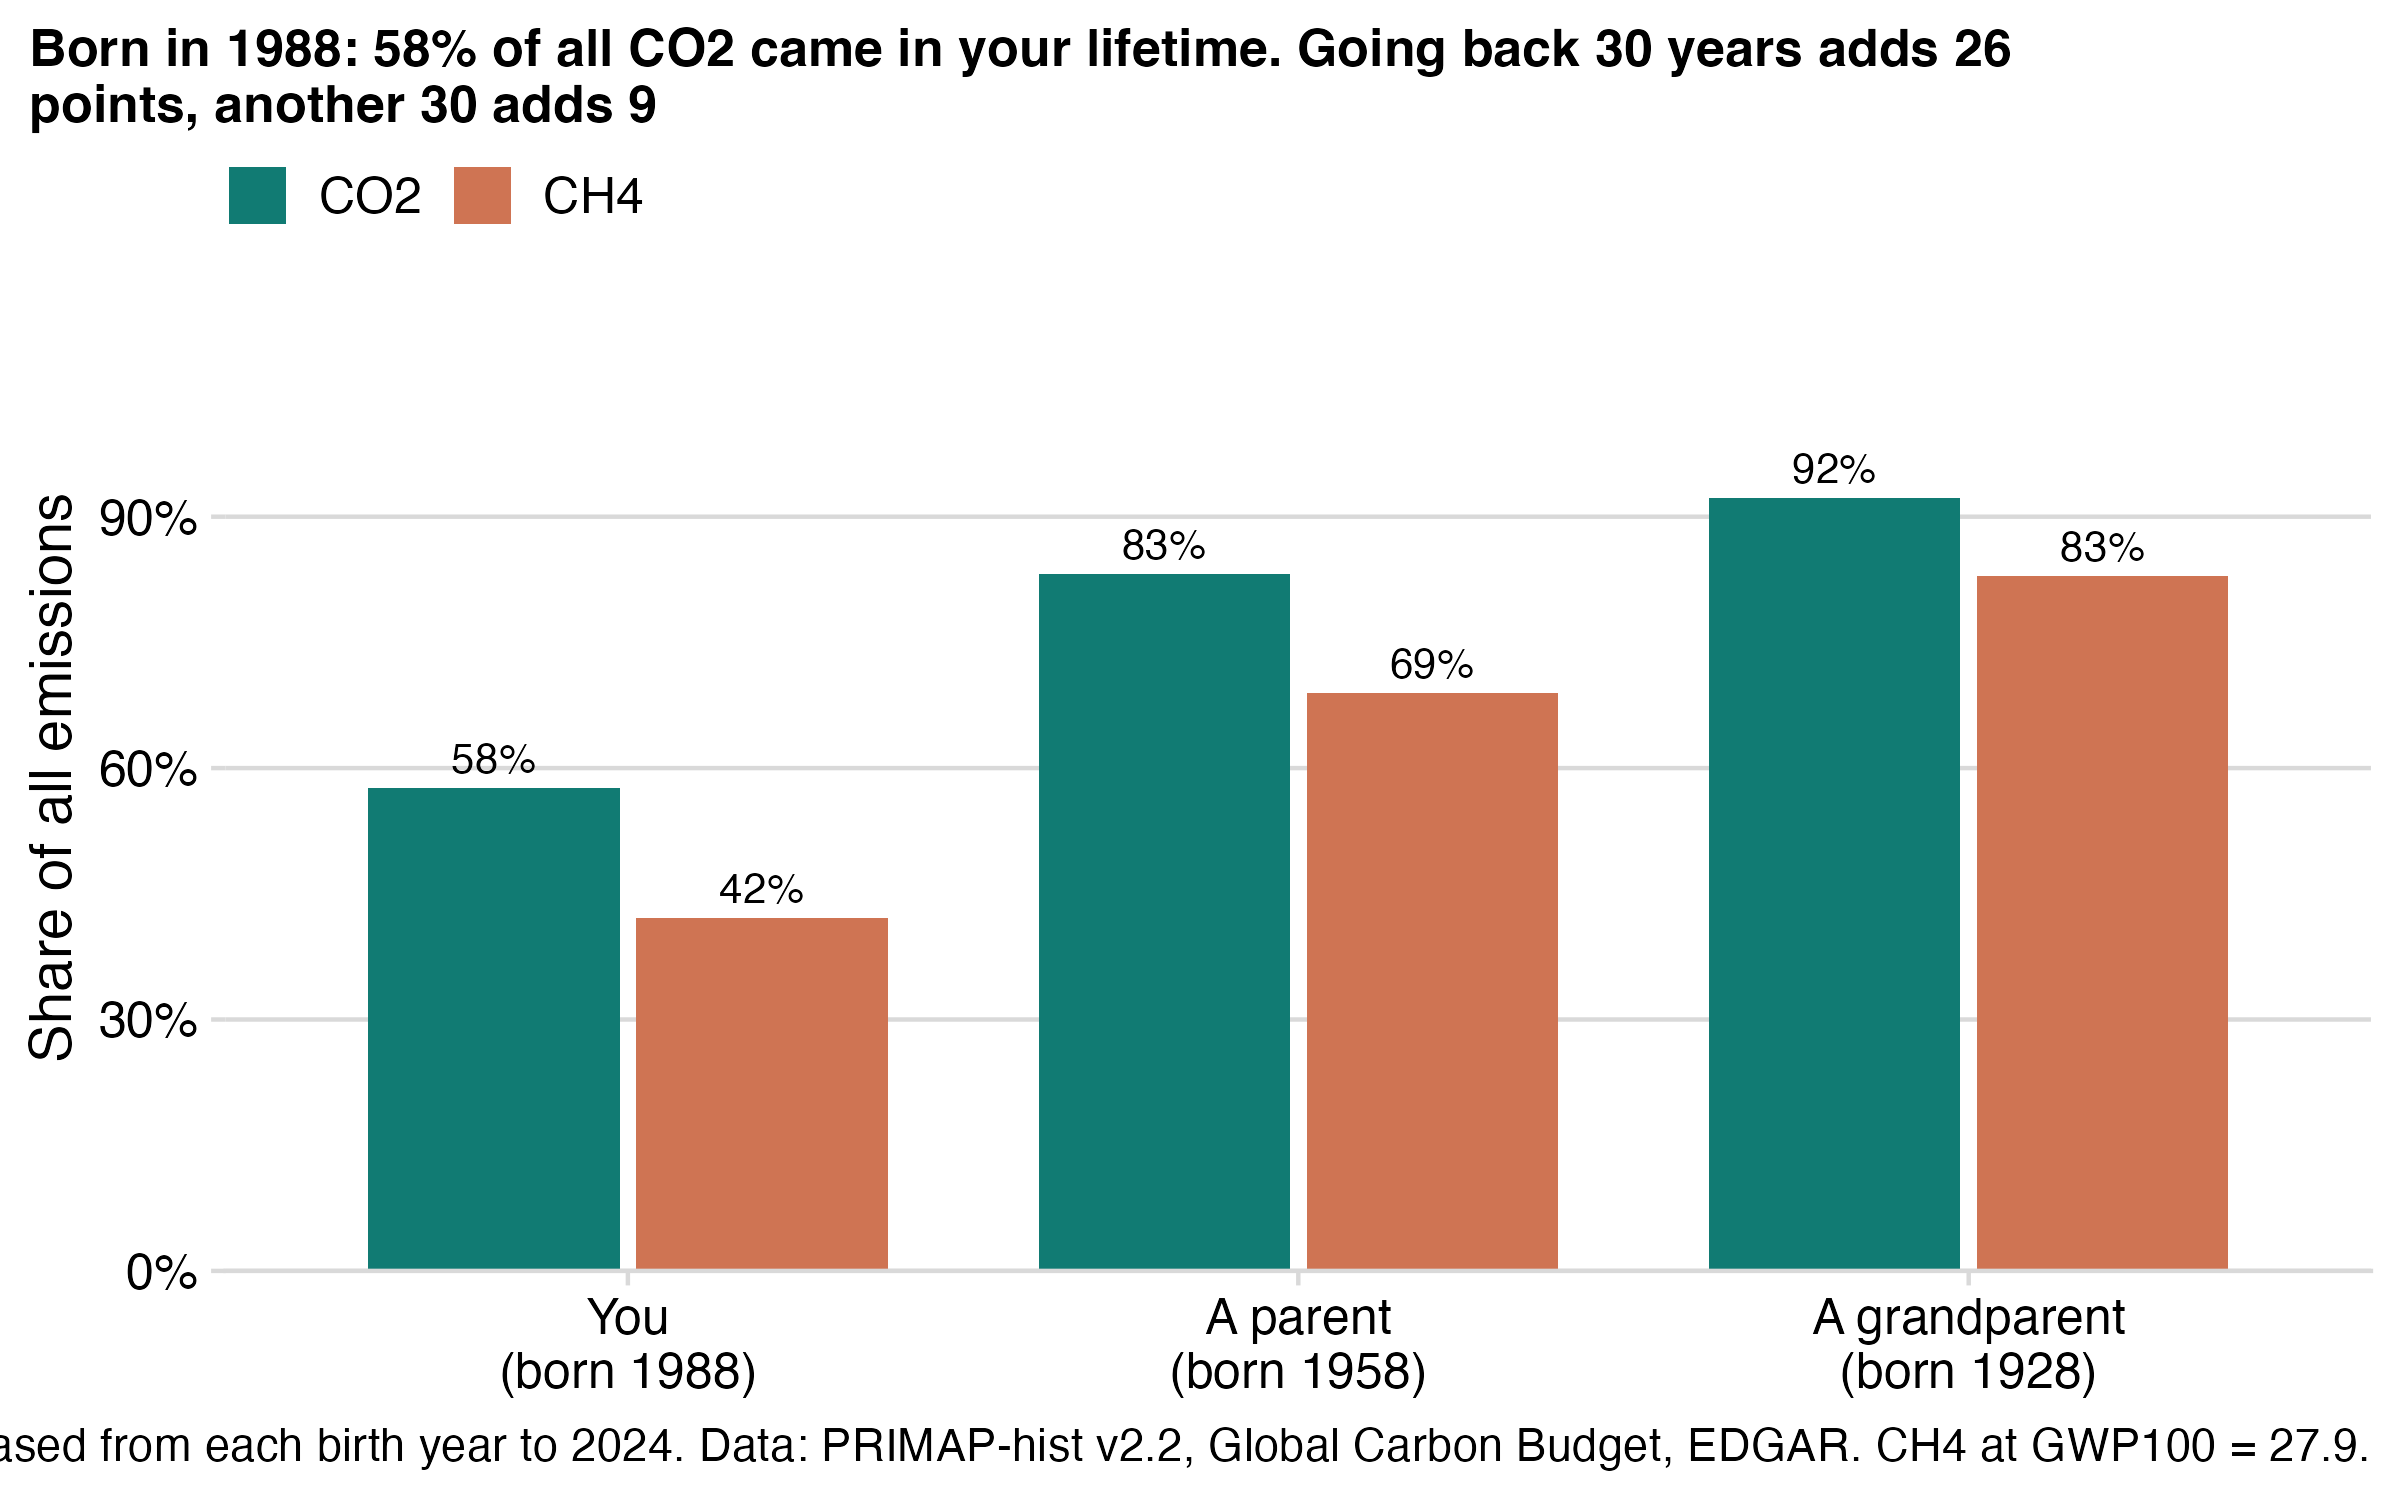 Born in 1988: 58% of all CO2 came in your lifetime. Going back 30 years adds 26
points, another 30 adds 9
CO2 CH4
Share of all emissions
90%
60%
30%
0%
58%
42%
83%
69%
92%
83%
You
(born 1988)
A parent
(born 1958)
A grandparent
(born 1928)
from each birth year to 2024. Data: PRIMAP-hist v2.2, Global Carbon Budget, EDGAR. CH4 at GWP100 = 27.9.